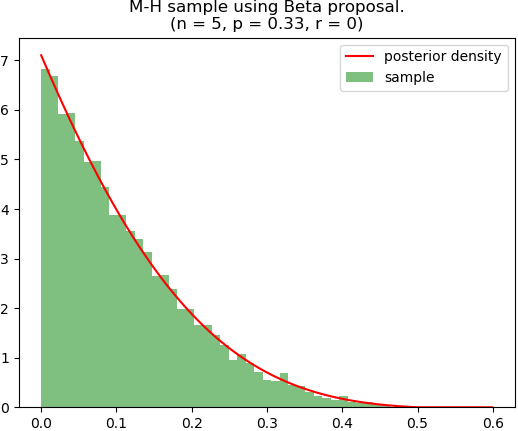 M-H sample using Beta proposal.
(n = 5, p = 0.33, r = 0)
posterior density
sample
7
6
5
4
3
2
1
0
0.0 0.1 0.2 0.3 0.4 0.5 0.6